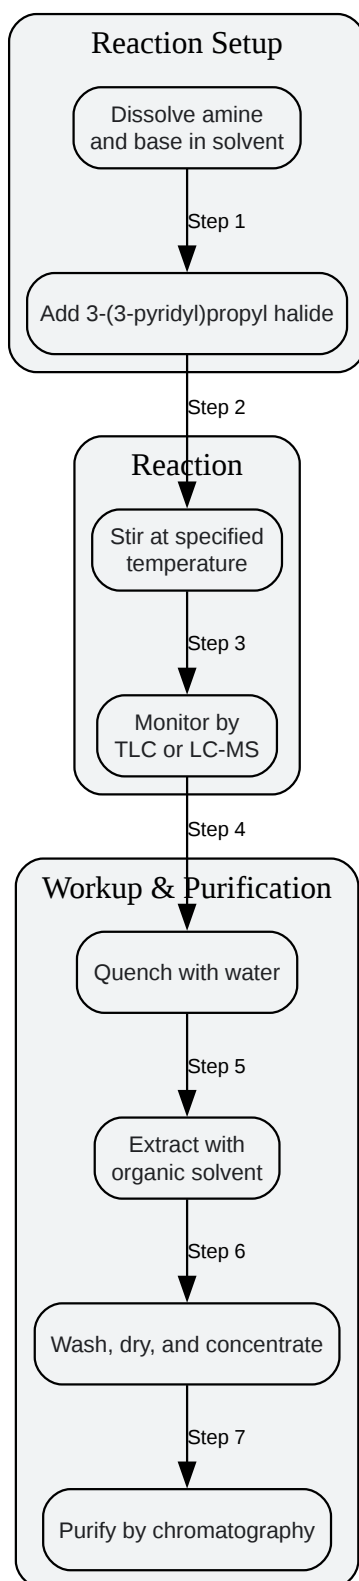 Reaction Setup
Dissolve amine
and base in solvent
Step 1
Add 3-(3-pyridyl)propyl halide
Step 2
Reaction
Stir at specified
temperature
Step 3
Monitor by
TLC or LC-MS
Step 4
Workup & Purification
Quench with water
Step 5
Extract with
organic solvent
Step 6
Wash, dry, and concentrate
Step 7
Purify by chromatography